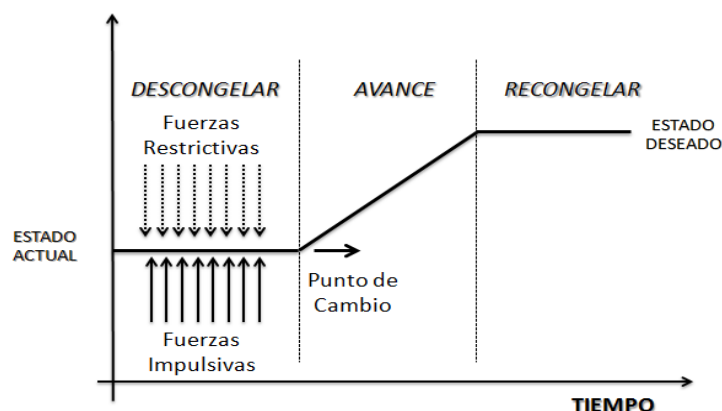 DESCONGELAR
AVANCE
RECONGELAR
Fuerzas
Restrictivas
ESTADO
DESEADO
ESTADO
ACTUAL
Punto de
Cambio
Fuerzas
Impulsivas
TIEMPO